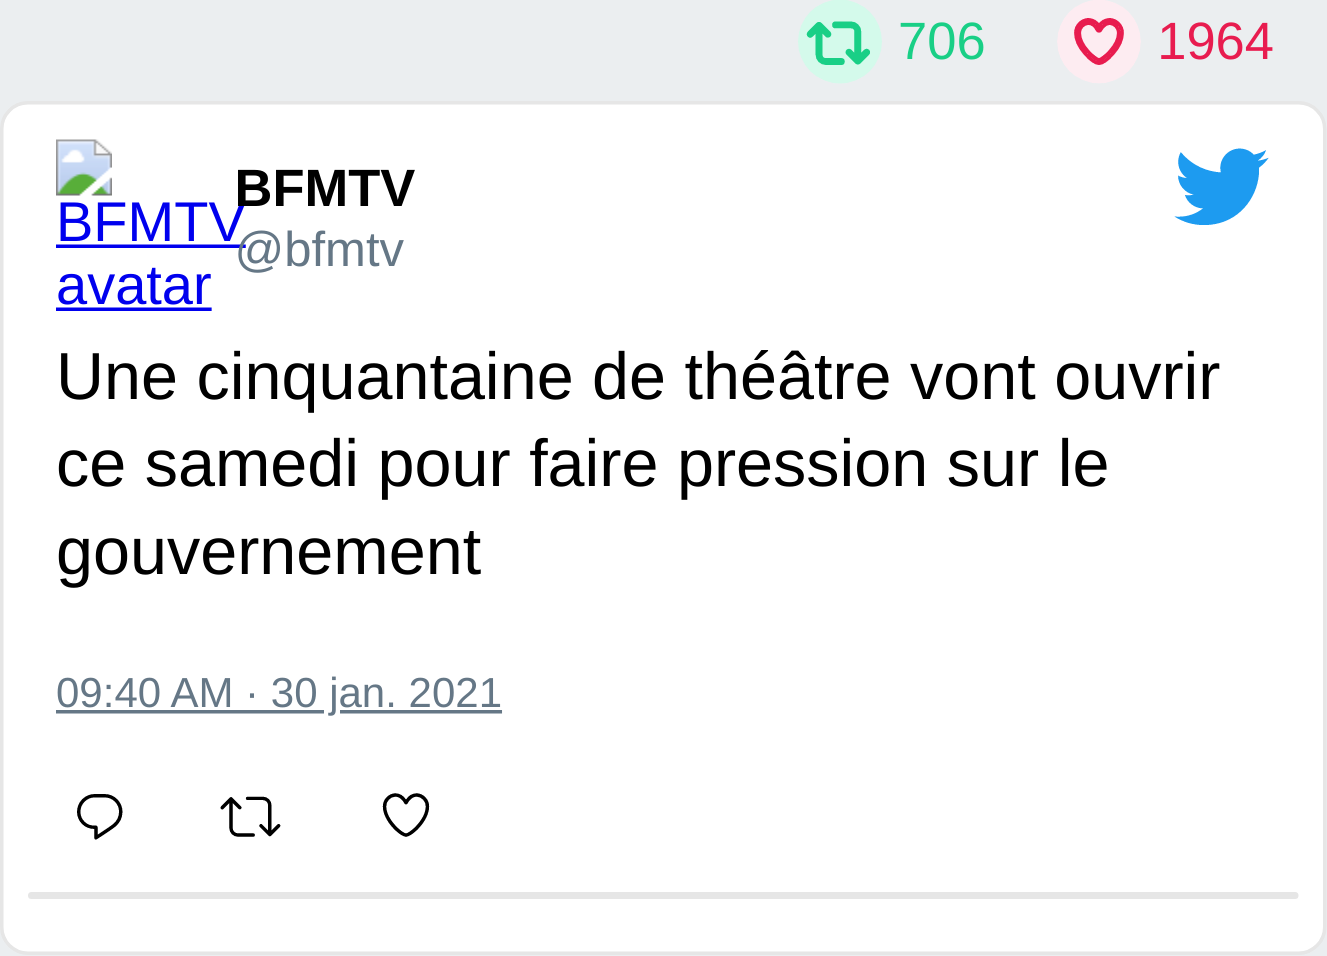 706 1964
BFMTV avatar
BFMTV
@bfmtv
Une cinquantaine de théâtre vont ouvrir
ce samedi pour faire pression sur le
gouvernement
09:40 AM · 30 jan. 2021